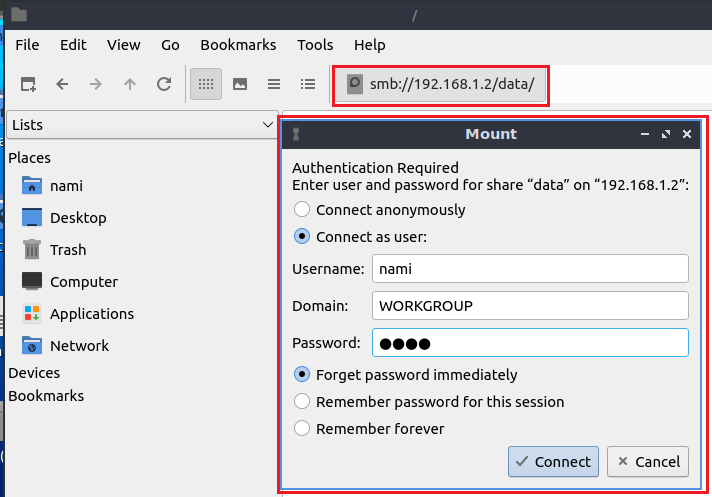 /
File Edit View Go Bookmarks Tools Help
smb://192.168.1.2/data/
Lists
Places
nami
Desktop
Trash
Computer
Applications
Network
Devices
Bookmarks
Mount
Authentication Required
Enter user and password for share “data” on “192.168.1.2”:
Connect anonymously
Connect as user:
Username: nami
Domain: WORKGROUP
Password: ●●●●
Forget password immediately
Remember password for this session
Remember forever
Connect Cancel